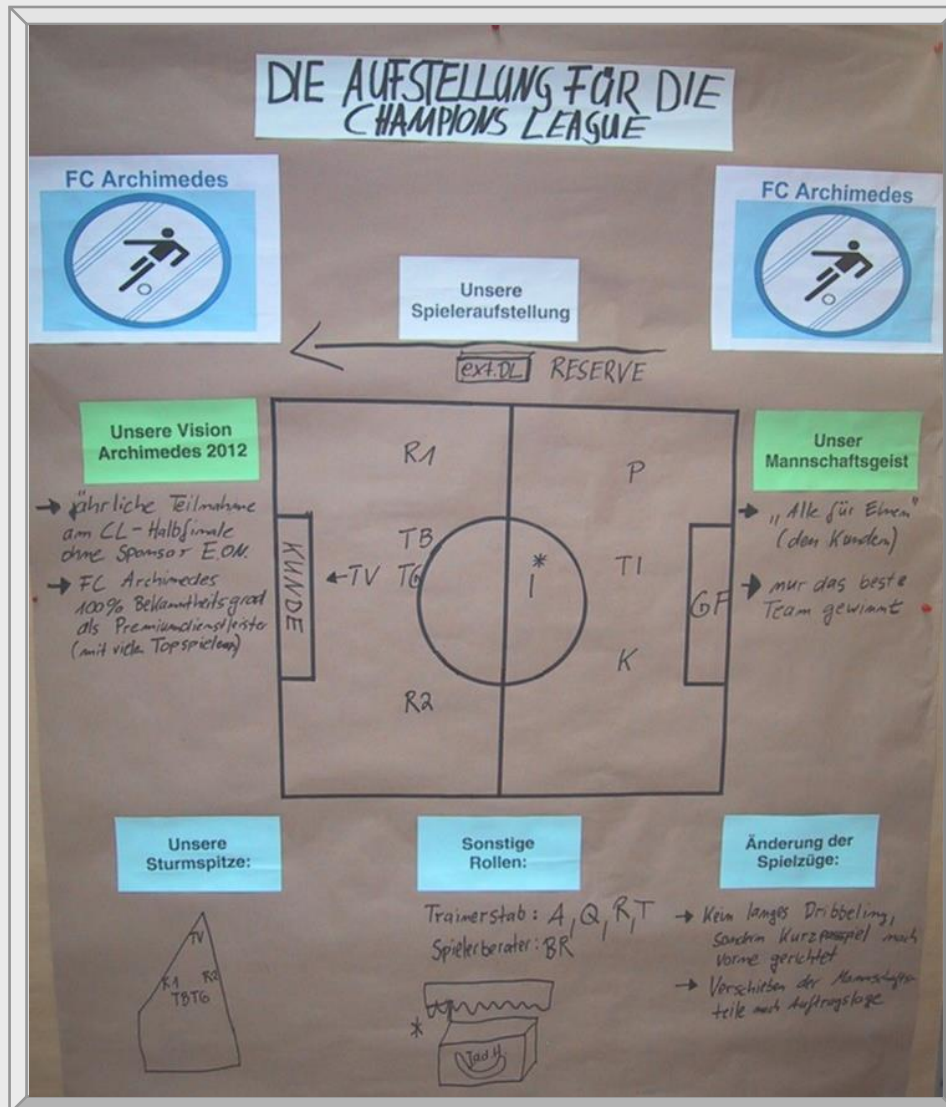 DIE AUFSTELLUNG FÜR DIE
CHAMPIONS LEAGUE
FC Archimedes
FC Archimedes
Unsere
Spieleraufstellung
ext.DL RESERVE
Unsere Vision
Archimedes 2012
→ jährliche Teilnahme
am CL-Halbfinale
ohne Sponsor E.ON.
→ FC Archimedes
100% Bekanntheitsgrad
als Premiumdienstleister
(mit vielen Topspielern)
KUNDE
←TV
R1
TB
TG
R2
*
I
P
TI
K
GF
Unser
Mannschaftsgeist
→ „Alle für Einen"
(den Kunden)
→ nur das beste
Team gewinnt
Unsere
Sturmspitze:
TV
R1 R2
TBTG
Sonstige
Rollen:
Trainerstab: A, Q, R, T
Spielerberater: BR
*
Änderung der
Spielzüge:
→ Kein langes Dribbeling,
sondern Kurzpasspiel nach
vorne gerichtet
→ Verschieben der Mannschafts-
teile nach Auftragslage